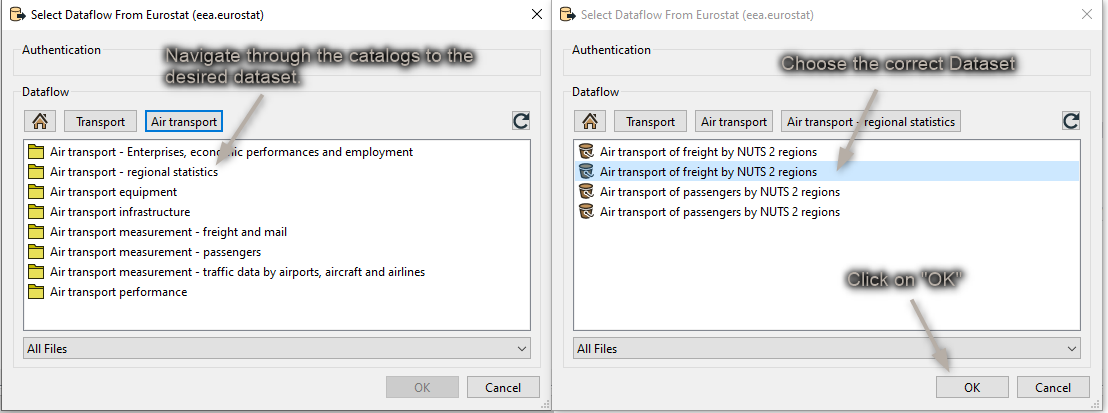 Select Dataflow From Eurostat (eea.eurostat)
Authentication
Navigate through the catalogs to the
desired dataset.
Dataflow
Transport
Air transport
Air transport - Enterprises, economic performances and employment
Air transport - regional statistics
Air transport equipment
Air transport infrastructure
Air transport measurement - freight and mail
Air transport measurement - passengers
Air transport measurement - traffic data by airports, aircraft and airlines
Air transport performance
All Files
OK
Cancel
Select Dataflow From Eurostat (eea.eurostat)
Authentication
Choose the correct Dataset
Dataflow
Transport
Air transport
Air transport - regional statistics
Air transport of freight by NUTS 2 regions
Air transport of freight by NUTS 2 regions
Air transport of passengers by NUTS 2 regions
Air transport of passengers by NUTS 2 regions
Click on "OK"
All Files
OK
Cancel